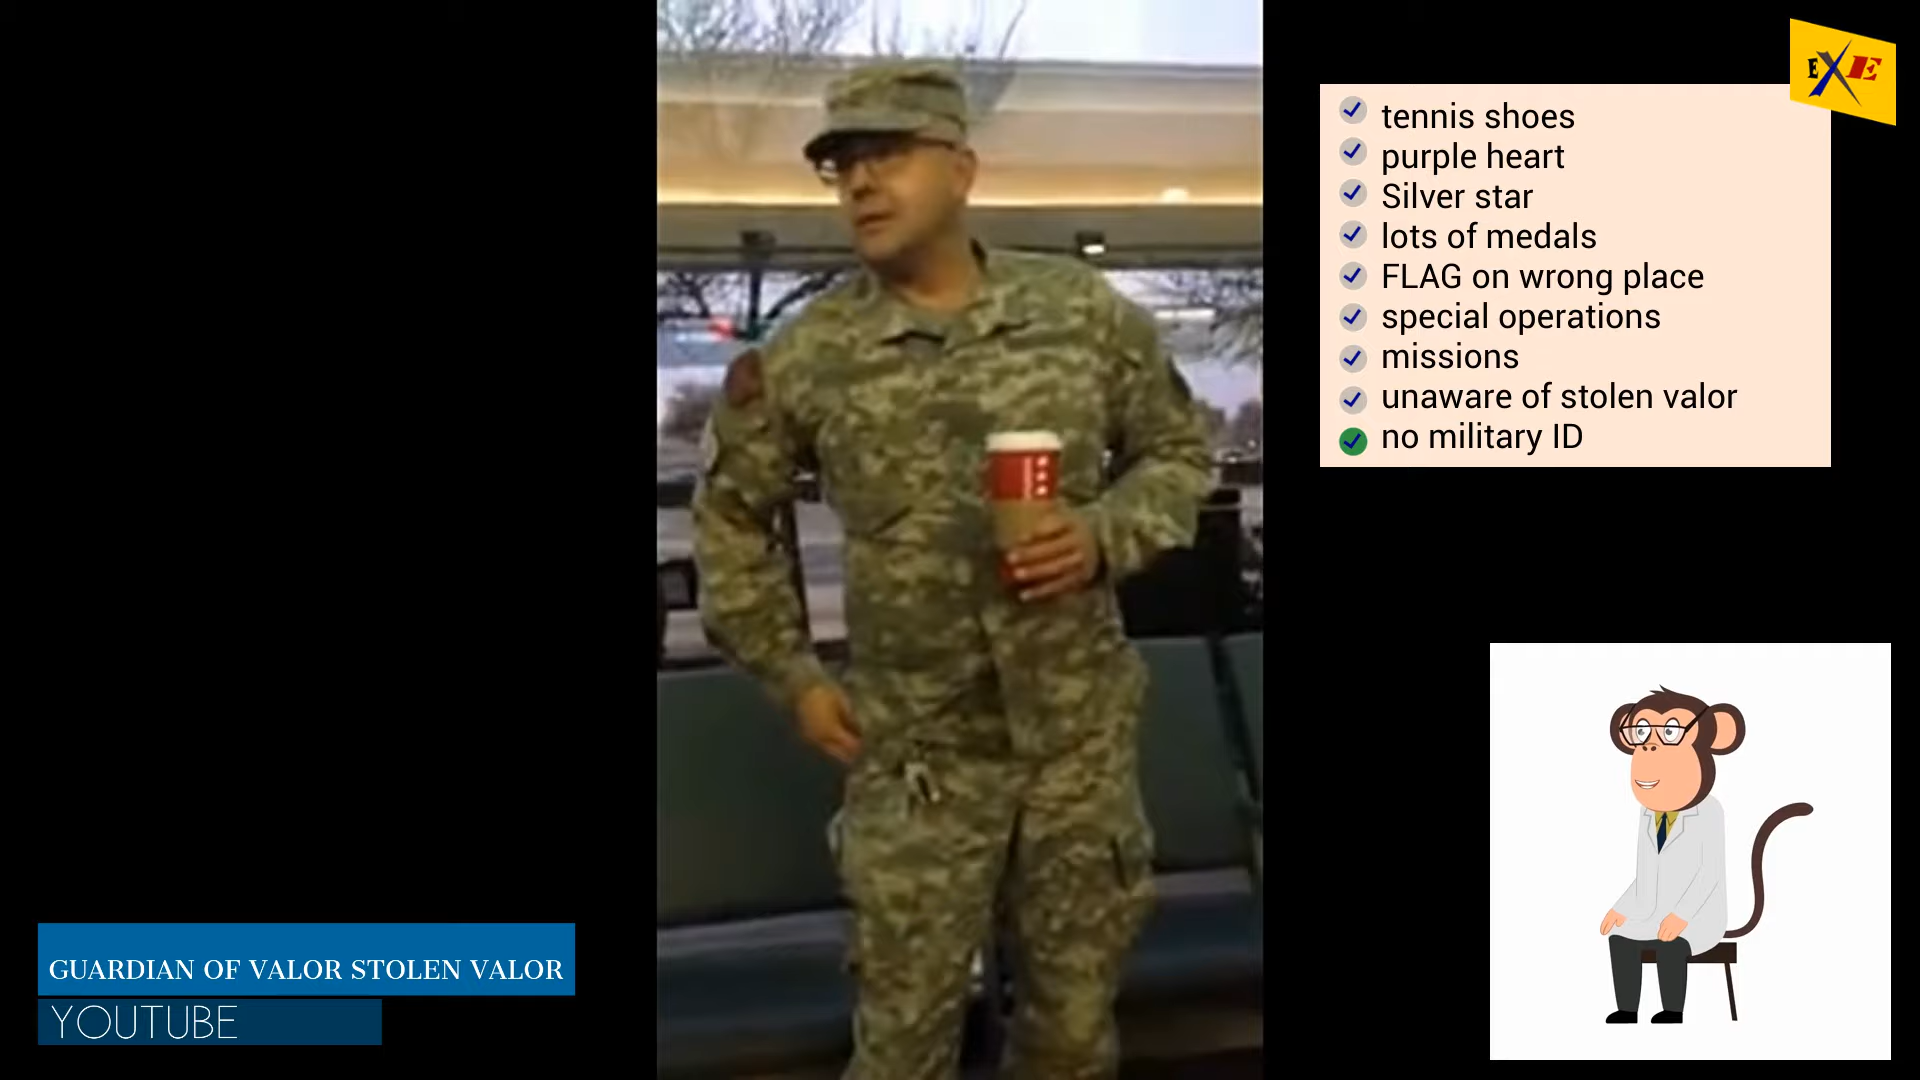 EXE
tennis shoes
purple heart
Silver star
lots of medals
FLAG on wrong place
special operations
missions
unaware of stolen valor
no military ID
GUARDIAN OF VALOR STOLEN VALOR
YOUTUBE